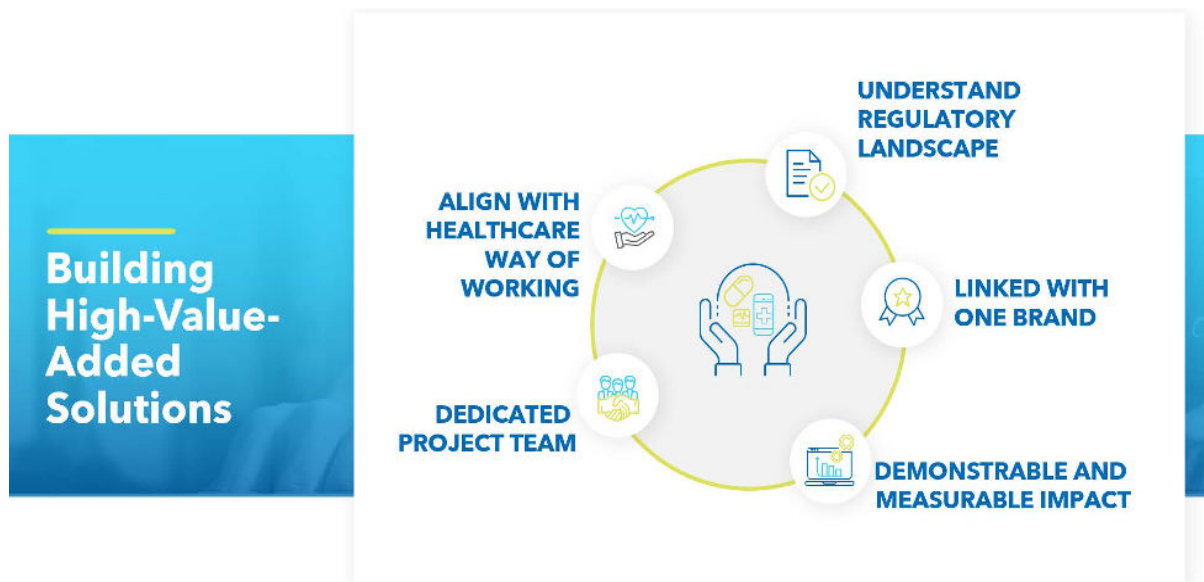 Building
High-Value-
Added
Solutions
UNDERSTAND
REGULATORY
LANDSCAPE
LINKED WITH
ONE BRAND
DEMONSTRABLE AND
MEASURABLE IMPACT
DEDICATED
PROJECT TEAM
ALIGN WITH
HEALTHCARE
WAY OF
WORKING